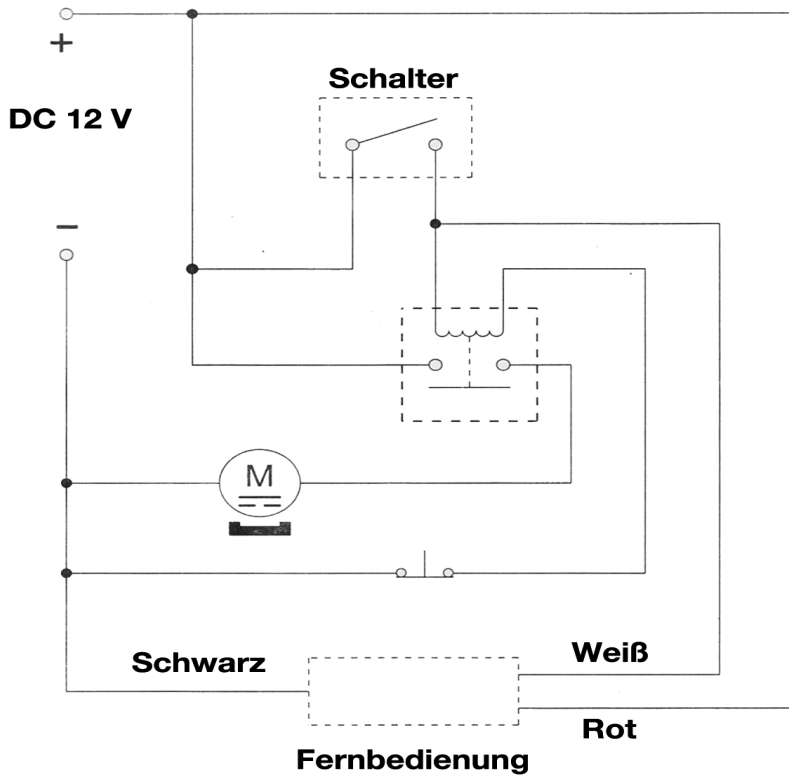 +
Schalter
DC 12 V
−
M
Schwarz
Weiß
Rot
Fernbedienung